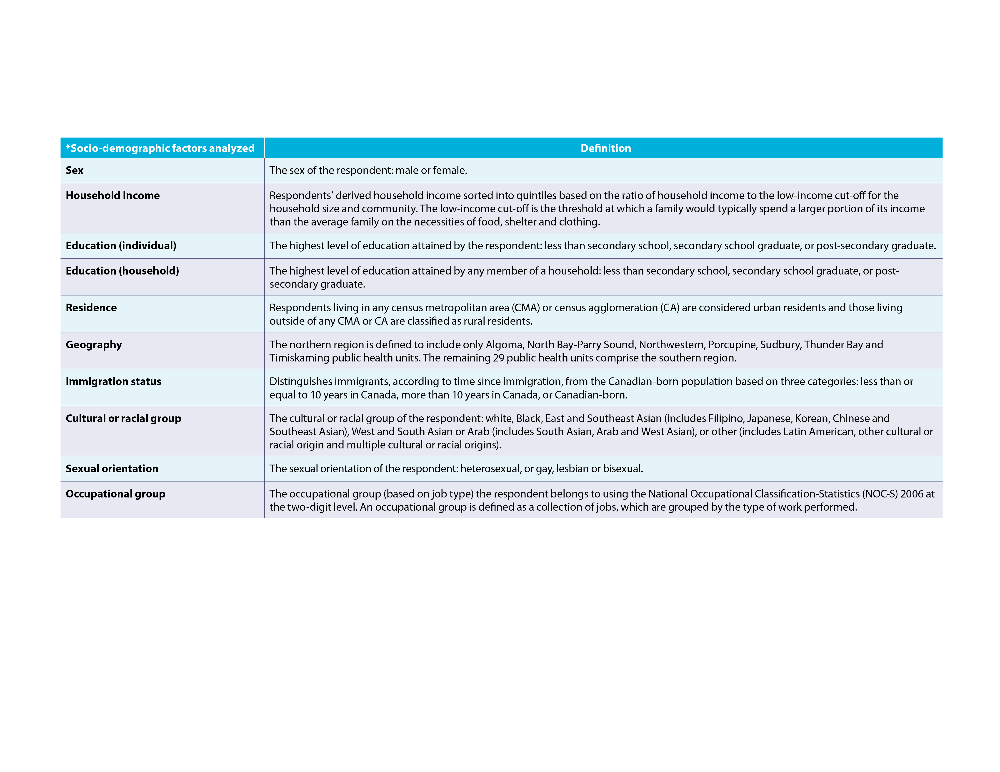 *Socio-demographic factors analyzed
Definition
Sex
The sex of the respondent: male or female.
Household Income
Respondents’ derived household income sorted into quintiles based on the ratio of household income to the low-income cut-off for the
household size and community. The low-income cut-off is the threshold at which a family would typically spend a larger portion of its income
than the average family on the necessities of food, shelter and clothing.
Education (individual)
The highest level of education attained by the respondent: less than secondary school, secondary school graduate, or post-secondary graduate.
Education (household)
The highest level of education attained by any member of a household: less than secondary school, secondary school graduate, or post-
secondary graduate.
Residence
Respondents living in any census metropolitan area (CMA) or census agglomeration (CA) are considered urban residents and those living
outside of any CMA or CA are classified as rural residents.
Geography
The northern region is defined to include only Algoma, North Bay-Parry Sound, Northwestern, Porcupine, Sudbury, Thunder Bay and
Timiskaming public health units. The remaining 29 public health units comprise the southern region.
Immigration status
Distinguishes immigrants, according to time since immigration, from the Canadian-born population based on three categories: less than or
equal to 10 years in Canada, more than 10 years in Canada, or Canadian-born.
Cultural or racial group
The cultural or racial group of the respondent: white, Black, East and Southeast Asian (includes Filipino, Japanese, Korean, Chinese and
Southeast Asian), West and South Asian or Arab (includes South Asian, Arab and West Asian), or other (includes Latin American, other cultural or
racial origin and multiple cultural or racial origins).
Sexual orientation
The sexual orientation of the respondent: heterosexual, or gay, lesbian or bisexual.
Occupational group
The occupational group (based on job type) the respondent belongs to using the National Occupational Classification-Statistics (NOC-S) 2006 at
the two-digit level. An occupational group is defined as a collection of jobs, which are grouped by the type of work performed.